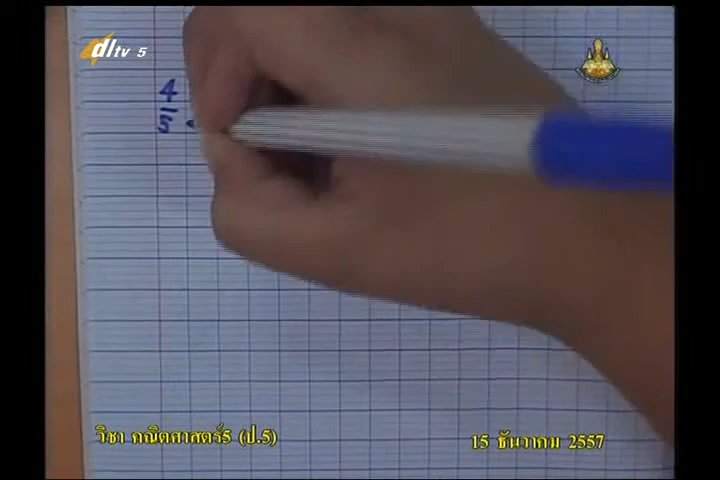 dltv 5
4
5
วิชา คณิตศาสตร์5 (ป.5)
15 ธันวาคม 2557